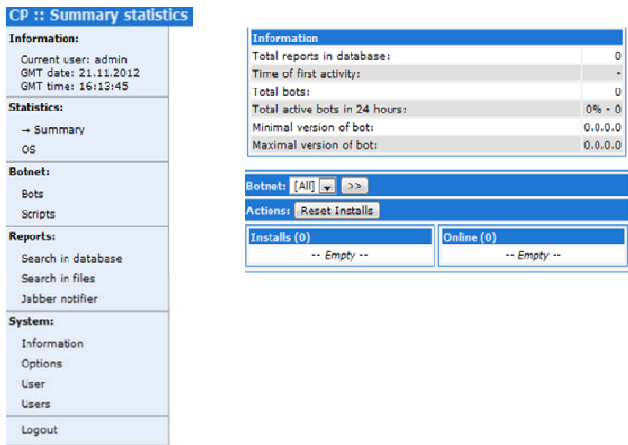 CP :: Summary statistics
Information:
Current user: admin
GMT date: 21.11.2012
GMT time: 16:13:45
Statistics:
→ Summary
OS
Botnet:
Bots
Scripts
Reports:
Search in database
Search in files
Jabber notifier
System:
Information
Options
User
Users
Logout
Information
Total reports in database: 0
Time of first activity: -
Total bots: 0
Total active bots in 24 hours: 0% - 0
Minimal version of bot: 0.0.0.0
Maximal version of bot: 0.0.0.0
Botnet: [All] >>
Actions: Reset Installs
Installs (0) Online (0)
-- Empty -- -- Empty --